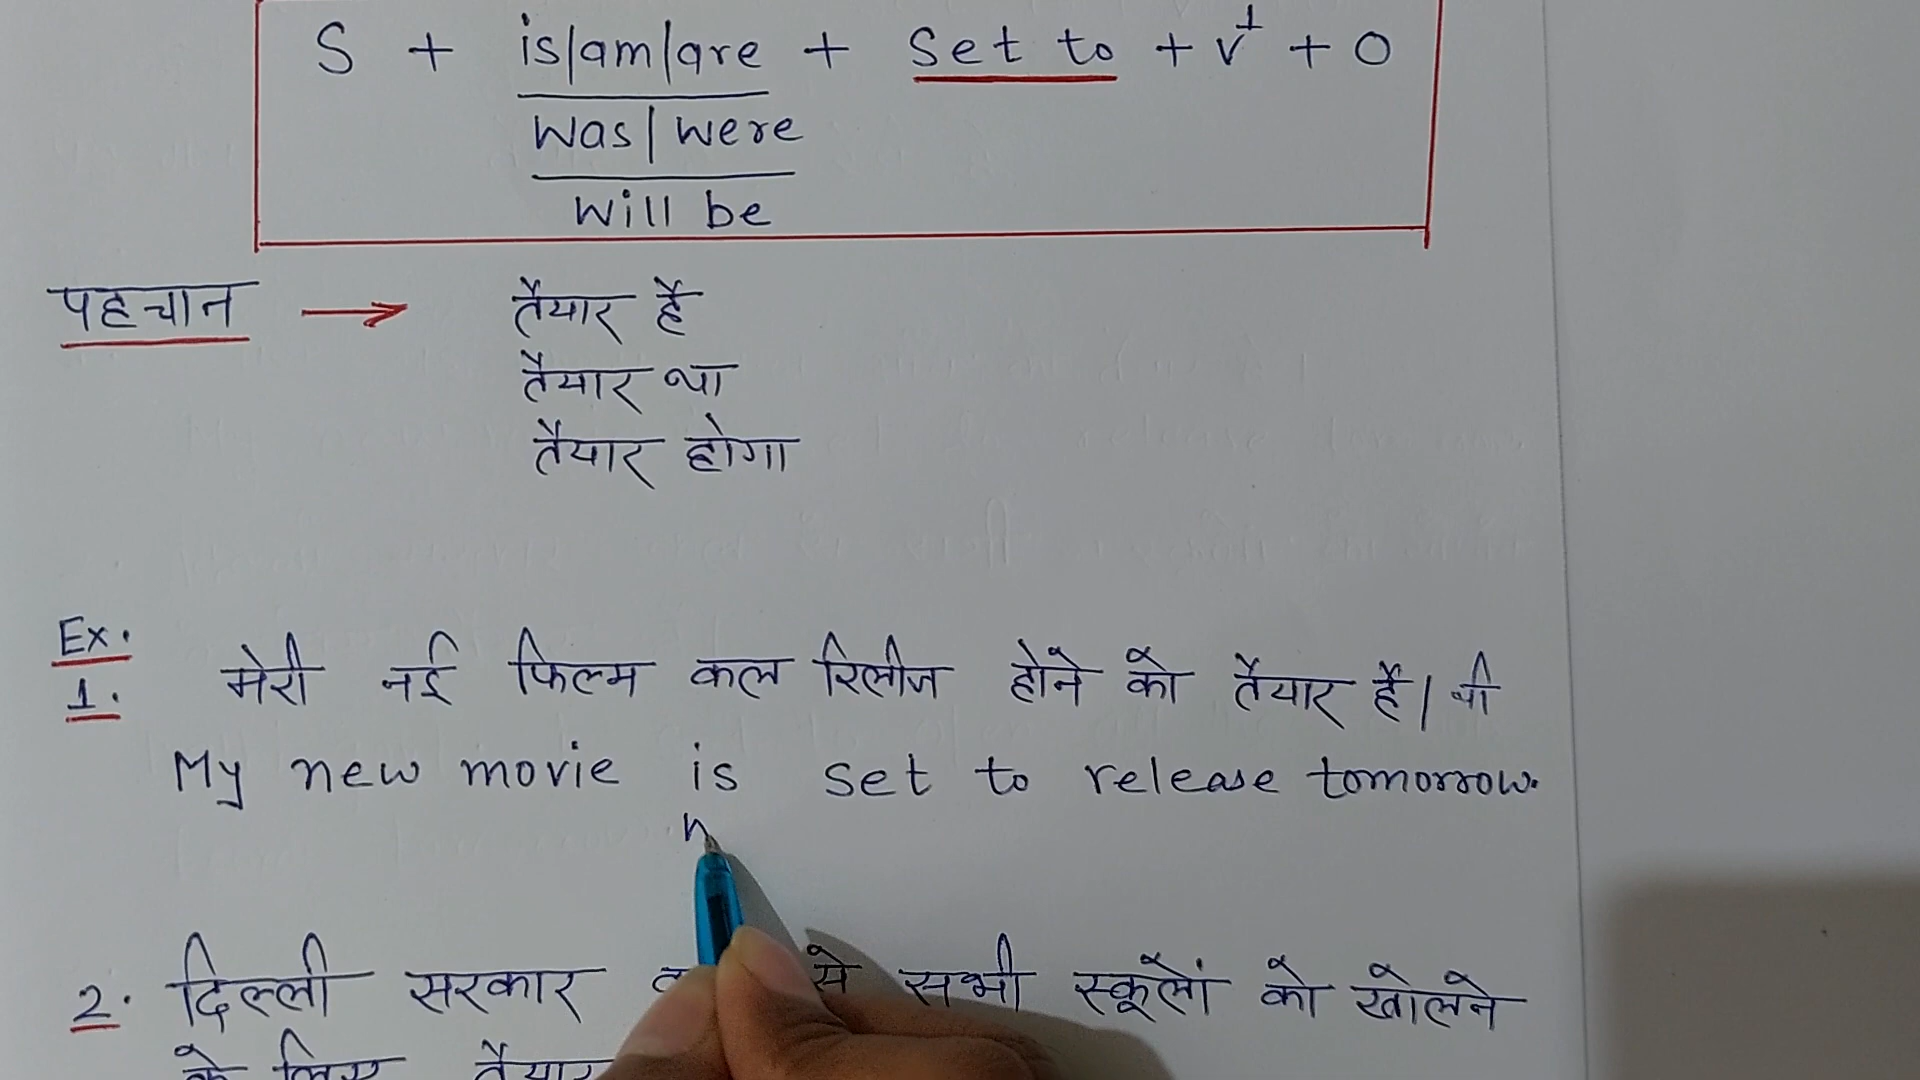 S + is/am/are + set to + V¹ + O
was/were
will be
पहचान → तैयार है
तैयार था
तैयार होगा
Ex.
1. मेरी नई फिल्म कल रिलीज होने को तैयार है। थी
My new movie is set to release tomorrow.
2. दिल्ली सरकार से सभी स्कूलों को खोलने
के लिए तैयार